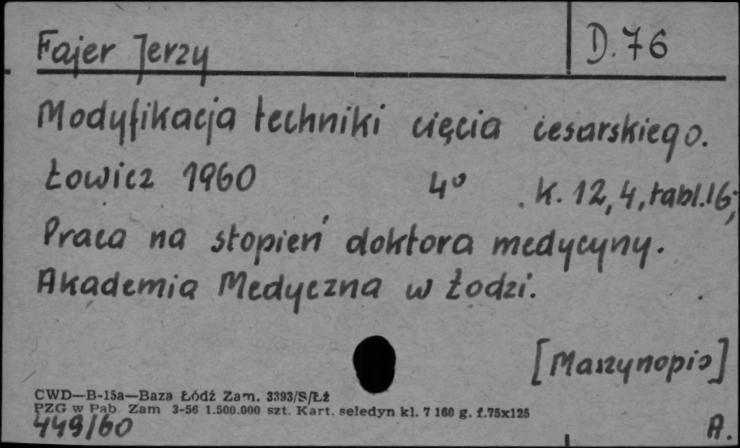 Fajer Jerzy D.76
Modyfikacja techniki cięcia cesarskiego.
Łowicz 1960 4° . K. 12, 4, tabl. 16;
Praca na stopień doktora medycyny.
Akademia Medyczna w Łodzi.
[Maszynopis]
CWD—B-15a—Baza Łódź Zam. 3393/S/Łż
PZG w Pab Zam 3-56 1.500.000 szt. Kart. seledyn kl. 7 160 g. f.75x125
449/60 A.